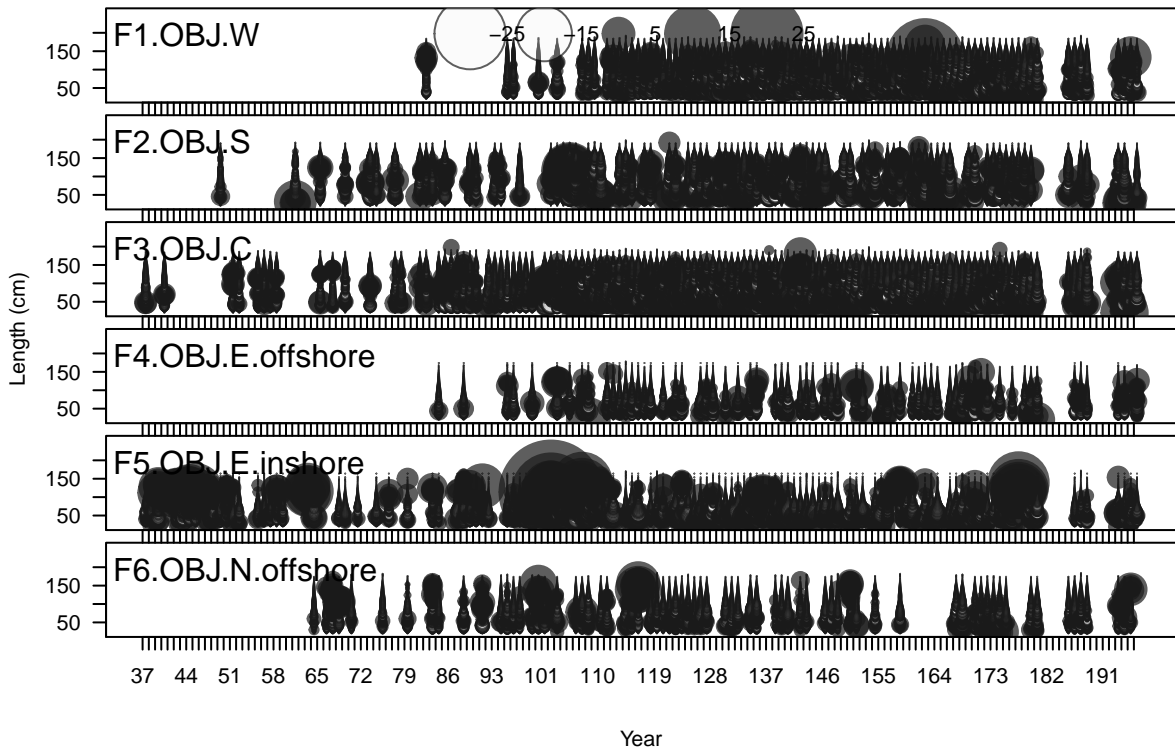 F1.OBJ.W
−25 −15 5 15 25
150
50
F2.OBJ.S
150
50
F3.OBJ.C
150
50
F4.OBJ.E.offshore
150
50
F5.OBJ.E.inshore
150
50
F6.OBJ.N.offshore
150
50
Length (cm)
37 44 51 58 65 72 79 86 93 101 110 119 128 137 146 155 164 173 182 191
Year